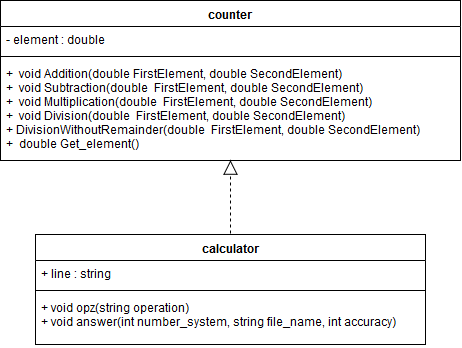 counter
- element : double
+ void Addition(double FirstElement, double SecondElement)
+ void Subtraction(double FirstElement, double SecondElement)
+ void Multiplication(double FirstElement, double SecondElement)
+ void Division(double FirstElement, double SecondElement)
+ DivisionWithoutRemainder(double FirstElement, double SecondElement)
+ double Get_element()
calculator
+ line : string
+ void opz(string operation)
+ void answer(int number_system, string file_name, int accuracy)